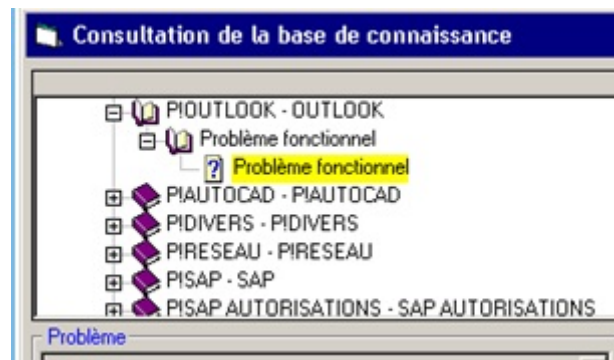 Consultation de la base de connaissance
P!OUTLOOK - OUTLOOK
Problème fonctionnel
Problème fonctionnel
P!AUTOCAD - P!AUTOCAD
P!DIVERS - P!DIVERS
P!RESEAU - P!RESEAU
P!SAP - SAP
P!SAP AUTORISATIONS - SAP AUTORISATIONS
Problème